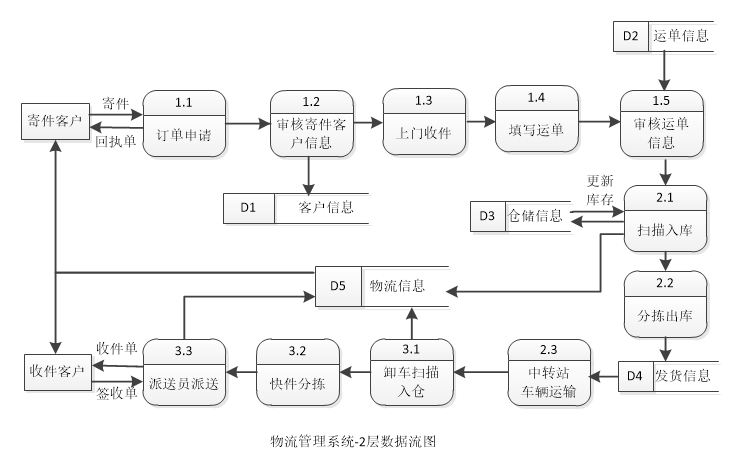 D2 运单信息
1.1
1.2
1.3
1.4
1.5
寄件客户
寄件
回执单
订单申请
审核寄件客
户信息
上门收件
填写运单
审核运单
信息
D1 客户信息
D3 仓储信息
更新
库存
2.1
扫描入库
D5 物流信息
2.2
分拣出库
收件客户
收件单
签收单
3.3
派送员派送
3.2
快件分拣
3.1
卸车扫描
入仓
2.3
中转站
车辆运输
D4 发货信息
物流管理系统-2层数据流图